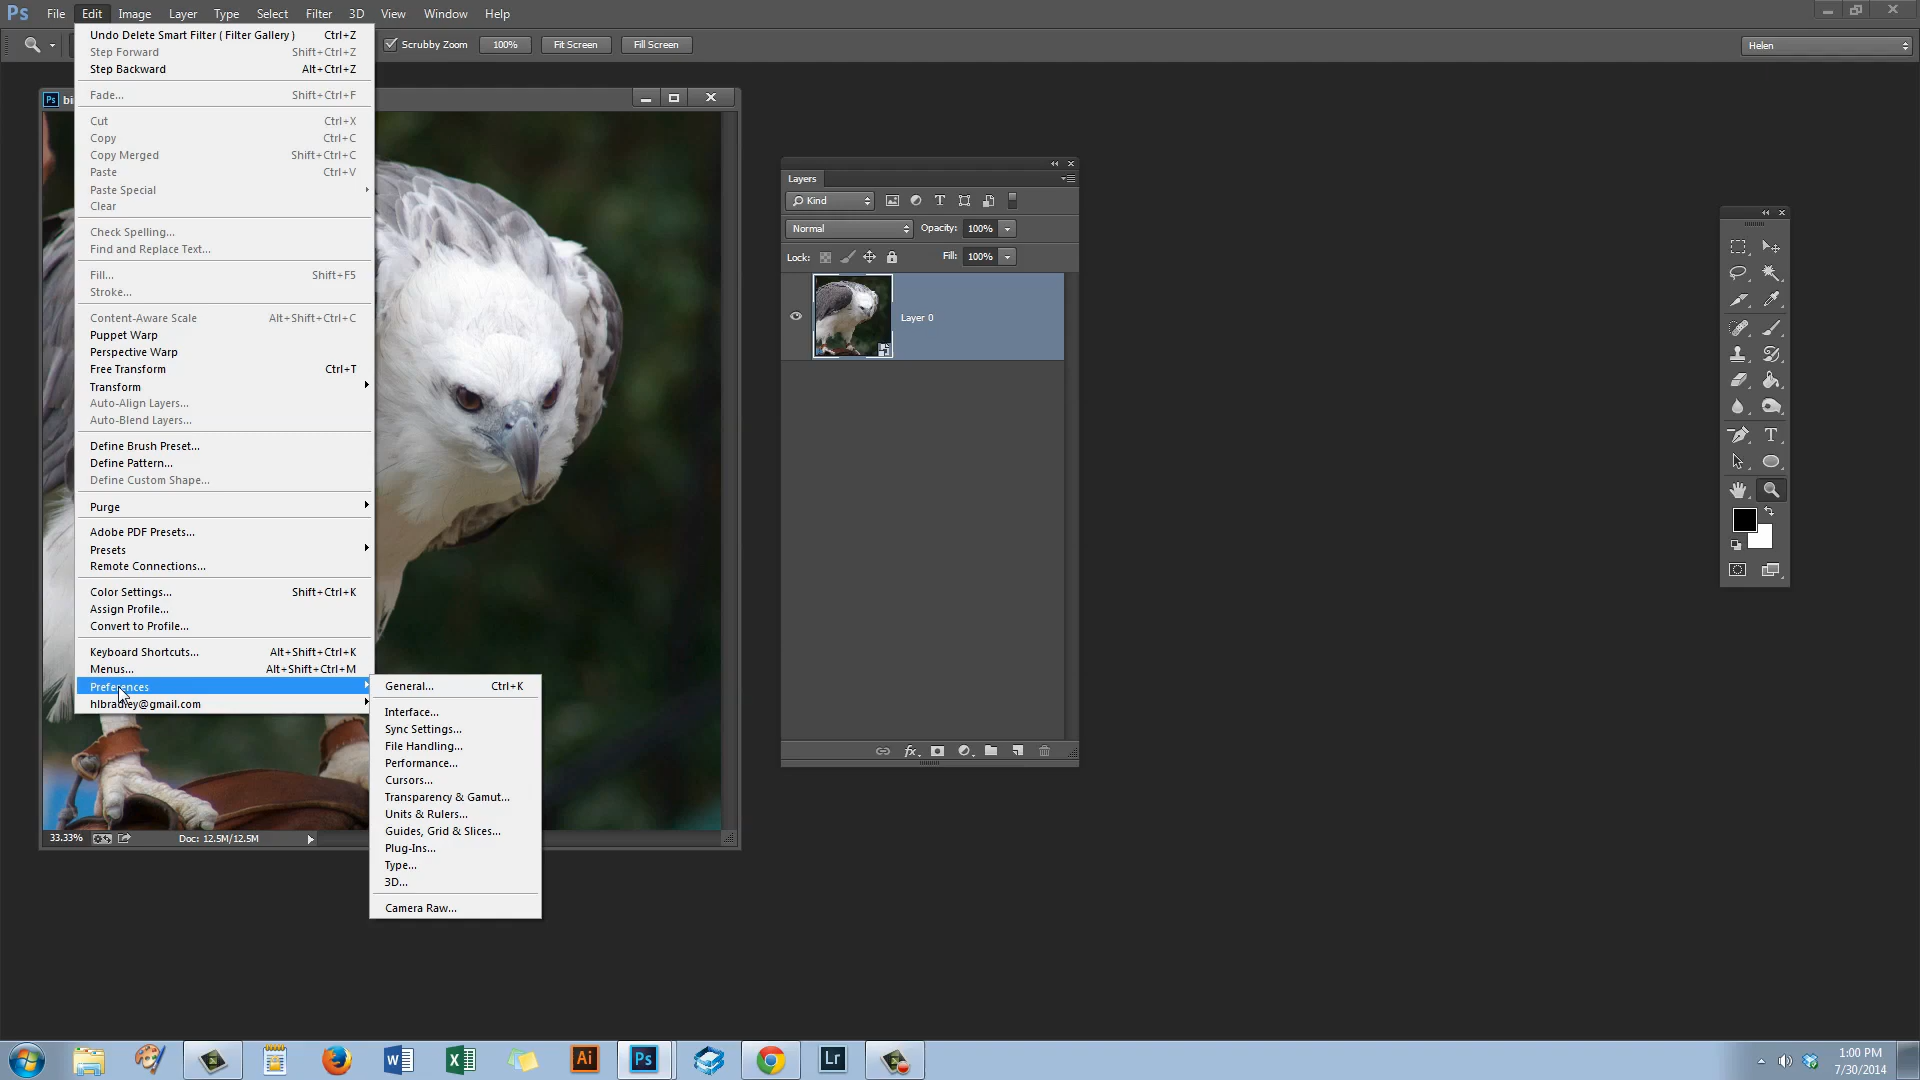 Ps File Edit Image Layer Type Select Filter 3D View Window Help
Scrubby Zoom 100% Fit Screen Fill Screen Helen
Undo Delete Smart Filter ( Filter Gallery ) Ctrl+Z
Step Forward Shift+Ctrl+Z
Step Backward Alt+Ctrl+Z
Fade... Shift+Ctrl+F
Cut Ctrl+X
Copy Ctrl+C
Copy Merged Shift+Ctrl+C
Paste Ctrl+V
Paste Special
Clear
Check Spelling...
Find and Replace Text...
Fill... Shift+F5
Stroke...
Content-Aware Scale Alt+Shift+Ctrl+C
Puppet Warp
Perspective Warp
Free Transform Ctrl+T
Transform
Auto-Align Layers...
Auto-Blend Layers...
Define Brush Preset...
Define Pattern...
Define Custom Shape...
Purge
Adobe PDF Presets...
Presets
Remote Connections...
Color Settings... Shift+Ctrl+K
Assign Profile...
Convert to Profile...
Keyboard Shortcuts... Alt+Shift+Ctrl+K
Menus... Alt+Shift+Ctrl+M
Preferences
hlbradley@gmail.com
General... Ctrl+K
Interface...
Sync Settings...
File Handling...
Performance...
Cursors...
Transparency & Gamut...
Units & Rulers...
Guides, Grid & Slices...
Plug-Ins...
Type...
3D...
Camera Raw...
Ps bi
33.33% Doc: 12.5M/12.5M
Layers
Kind
Normal Opacity: 100%
Lock: Fill: 100%
Layer 0
fx
Ai Ps Lr
1:00 PM
7/30/2014